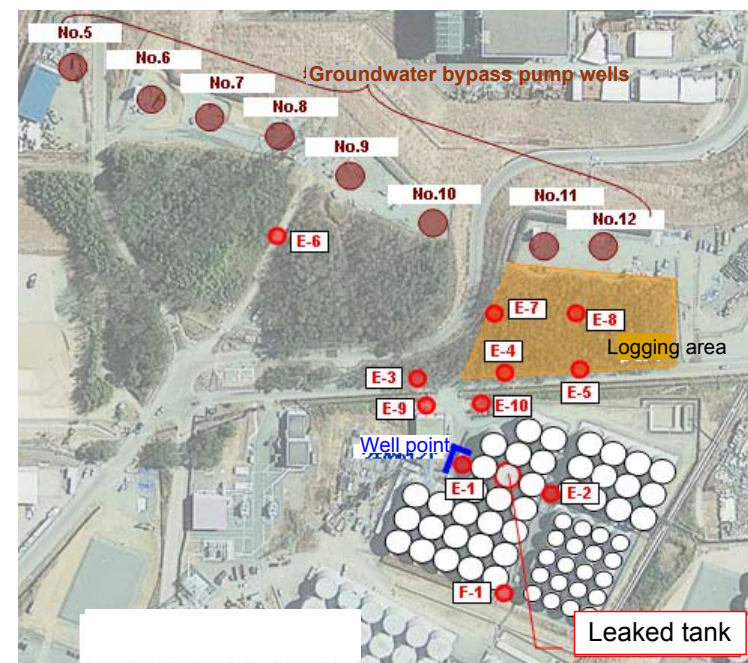 No.5
No.6
No.7
No.8
No.9
No.10
No.11
No.12
Groundwater bypass pump wells
E-6
E-7
E-8
Logging area
E-4
E-5
E-3
E-9
E-10
Well point
E-1
E-2
F-1
Leaked tank